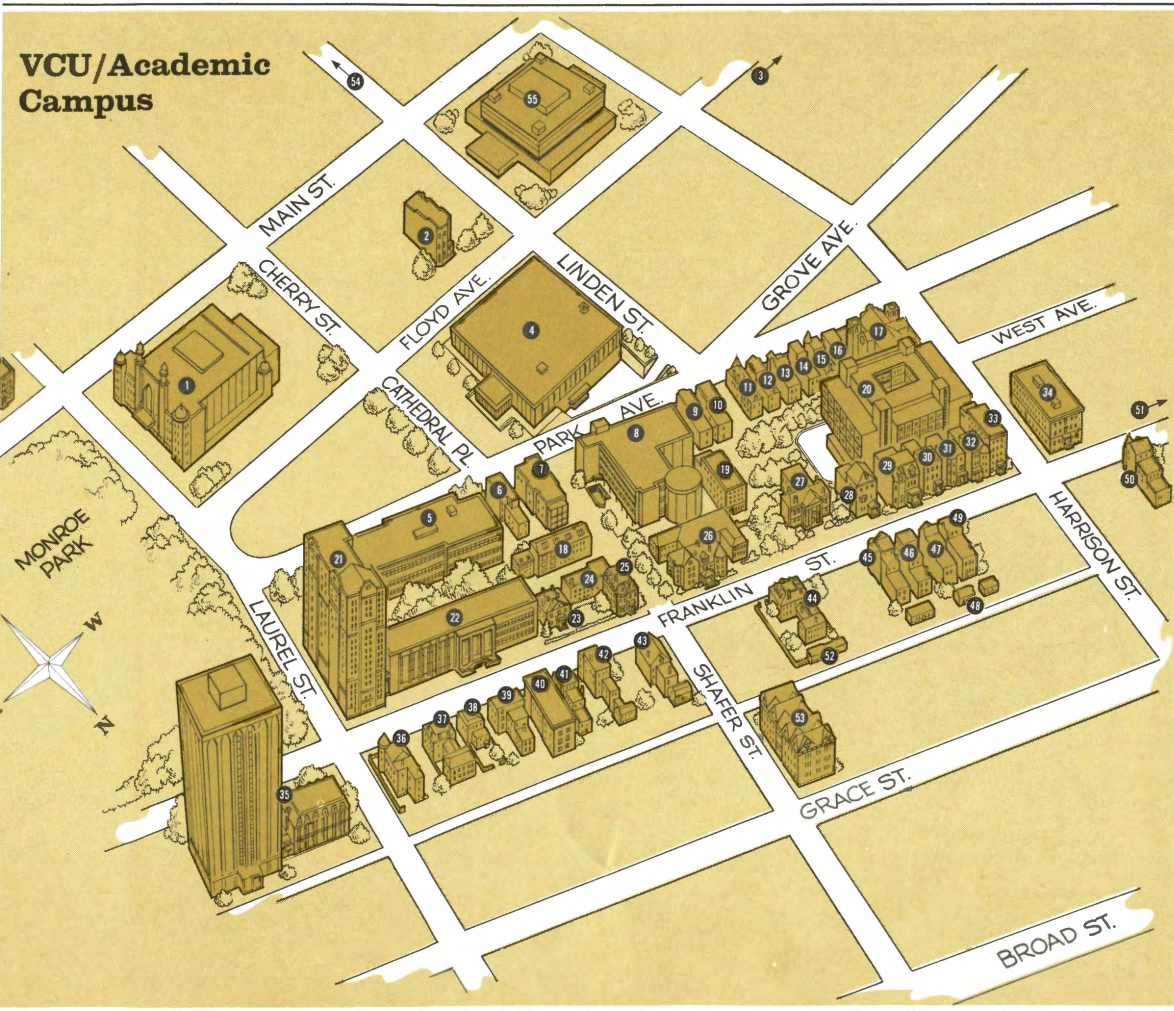 VCU/Academic
Campus
54
55
3
MAIN ST.
2
CHERRY ST.
FLOYD AVE.
LINDEN ST.
GROVE AVE.
WEST AVE.
1
4
CATHEDRAL PL
PARK AVE.
11
12
13
14
15
16
17
20
34
51
50
9
10
8
33
32
31
30
29
28
27
19
26
7
6
5
18
21
22
24
25
23
MONROE
PARK
W
N
LAUREL ST.
FRANKLIN ST.
HARRISON ST.
45
46
47
49
48
44
52
43
42
41
40
39
38
37
36
35
SHAFER ST.
53
GRACE ST.
BROAD ST.